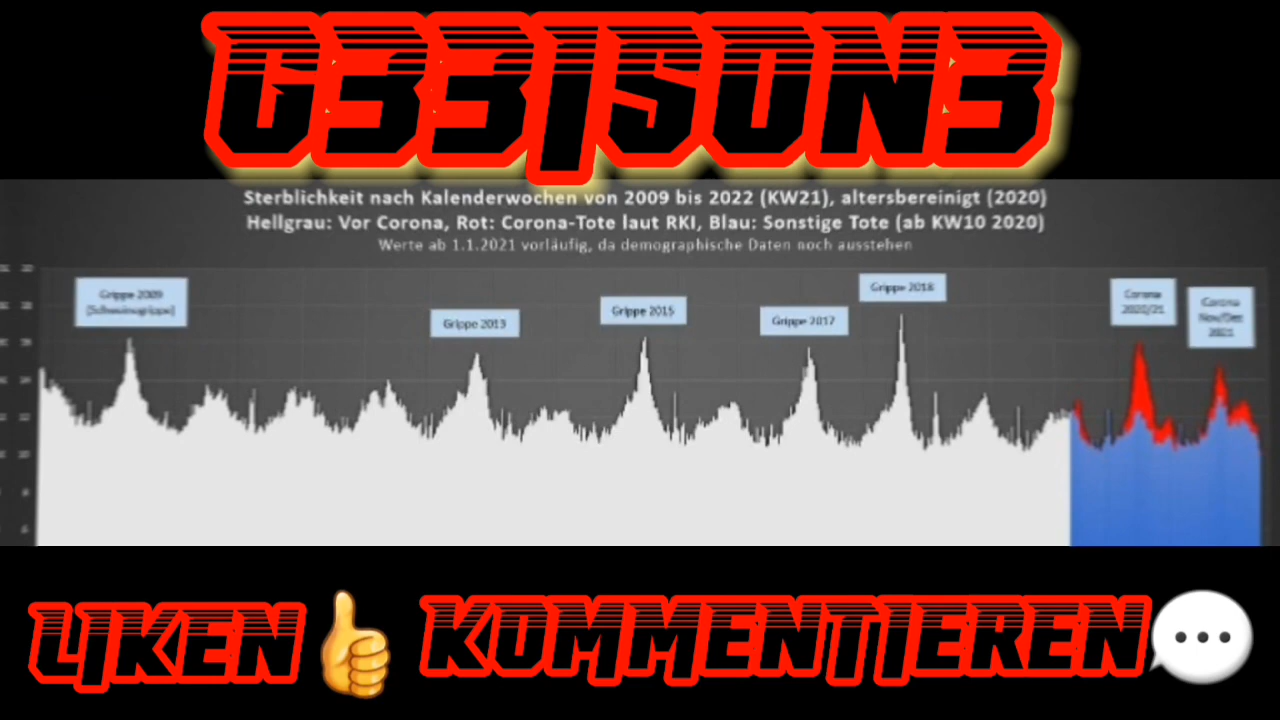 G33ISON3
Sterblichkeit nach Kalenderwochen von 2009 bis 2022 (KW21), altersbereinigt (2020)
Hellgrau: Vor Corona, Rot: Corona-Tote laut RKI, Blau: Sonstige Tote (ab KW10 2020)
Werte ab 1.1.2021 vorläufig, da demographische Daten noch ausstehen
Grippe 2009
(Schweinegrippe)
Grippe 2013
Grippe 2015
Grippe 2017
Grippe 2018
Corona
2020/21
Corona
Nov/Dez
2021
LIKEN
KOMMENTIEREN